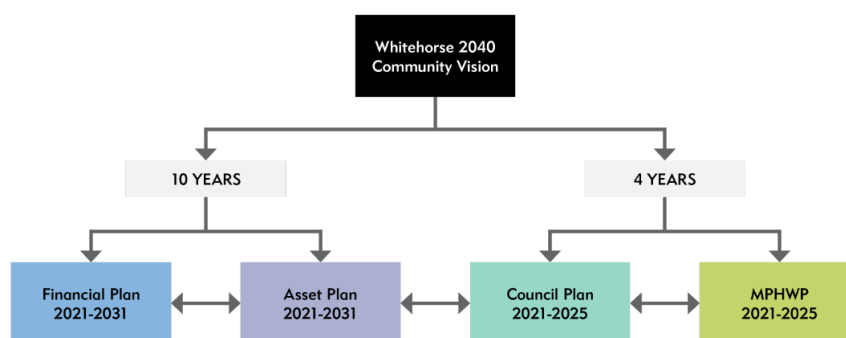 Whitehorse 2040
Community Vision
10 YEARS
4 YEARS
Financial Plan
2021-2031
Asset Plan
2021-2031
Council Plan
2021-2025
MPHWP
2021-2025